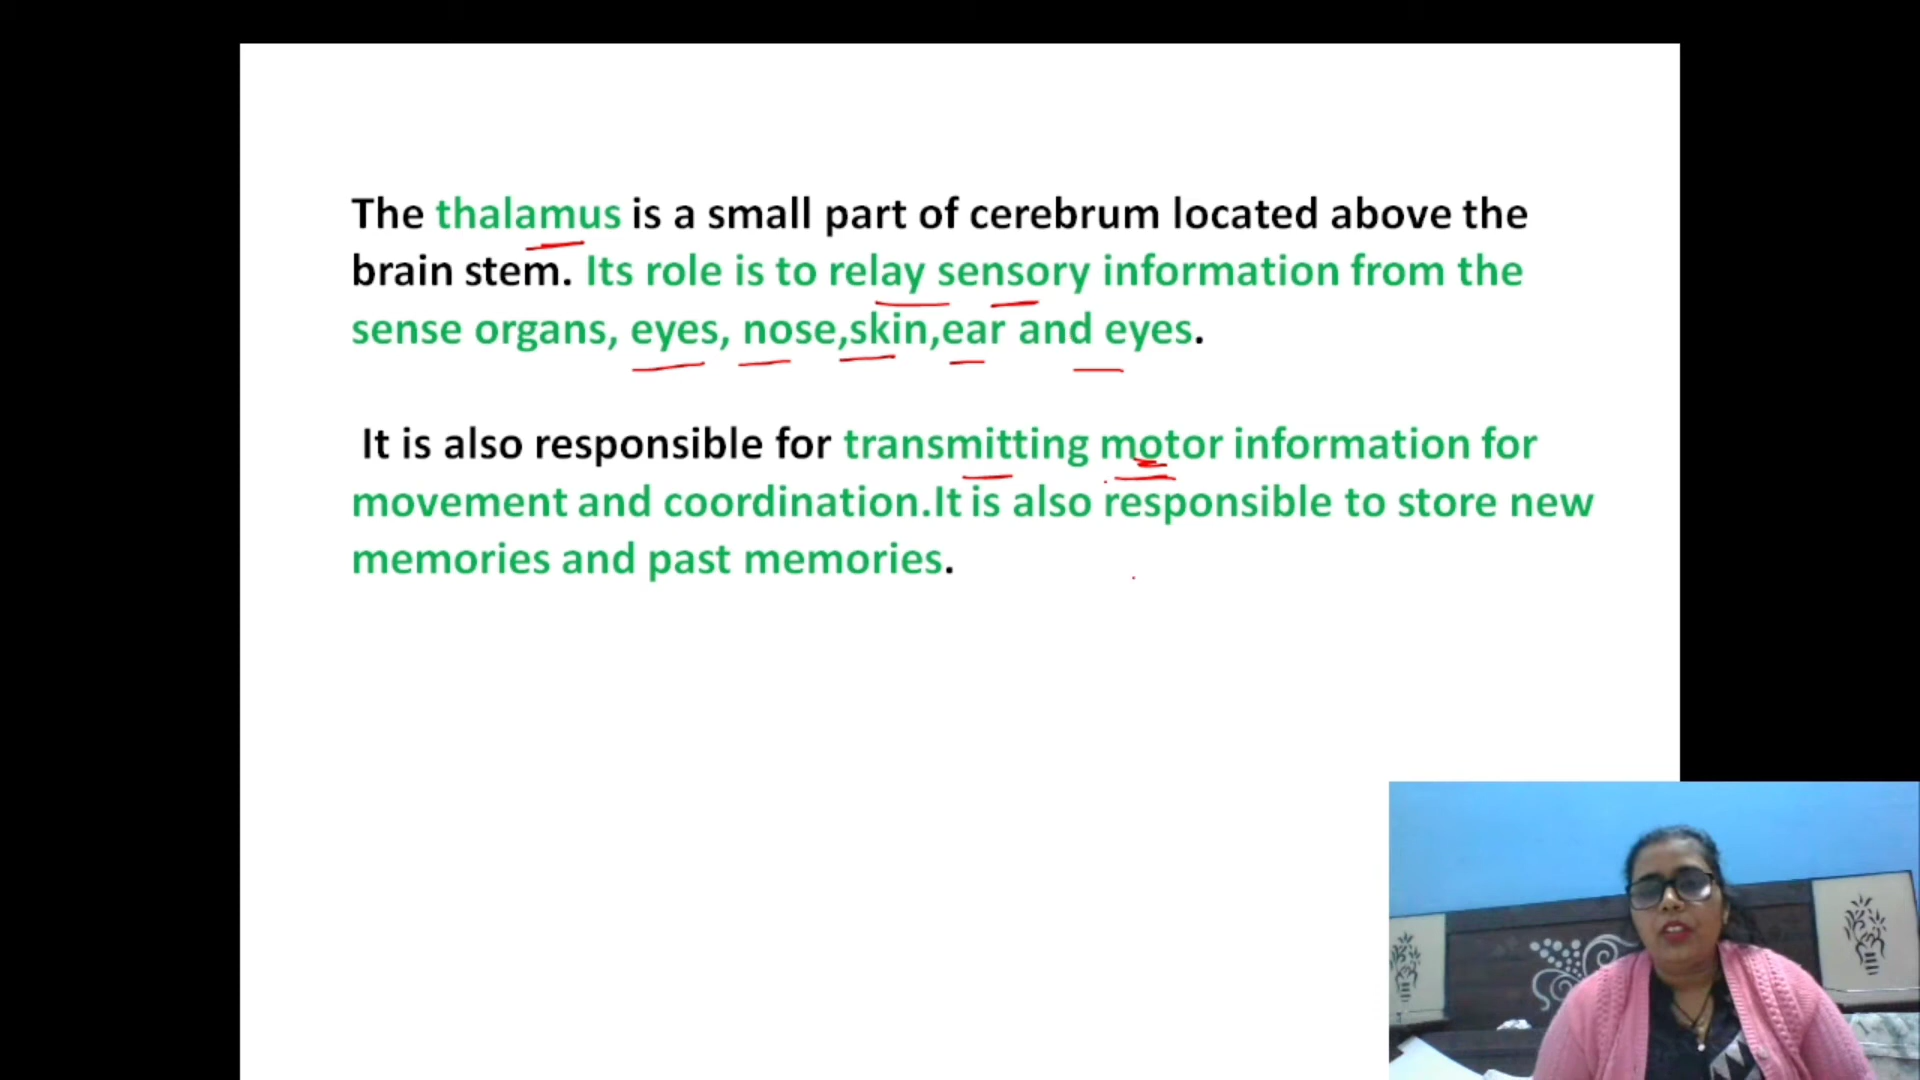 The thalamus is a small part of cerebrum located above the
brain stem. Its role is to relay sensory information from the
sense organs, eyes, nose,skin,ear and eyes.
It is also responsible for transmitting motor information for
movement and coordination.It is also responsible to store new
memories and past memories.